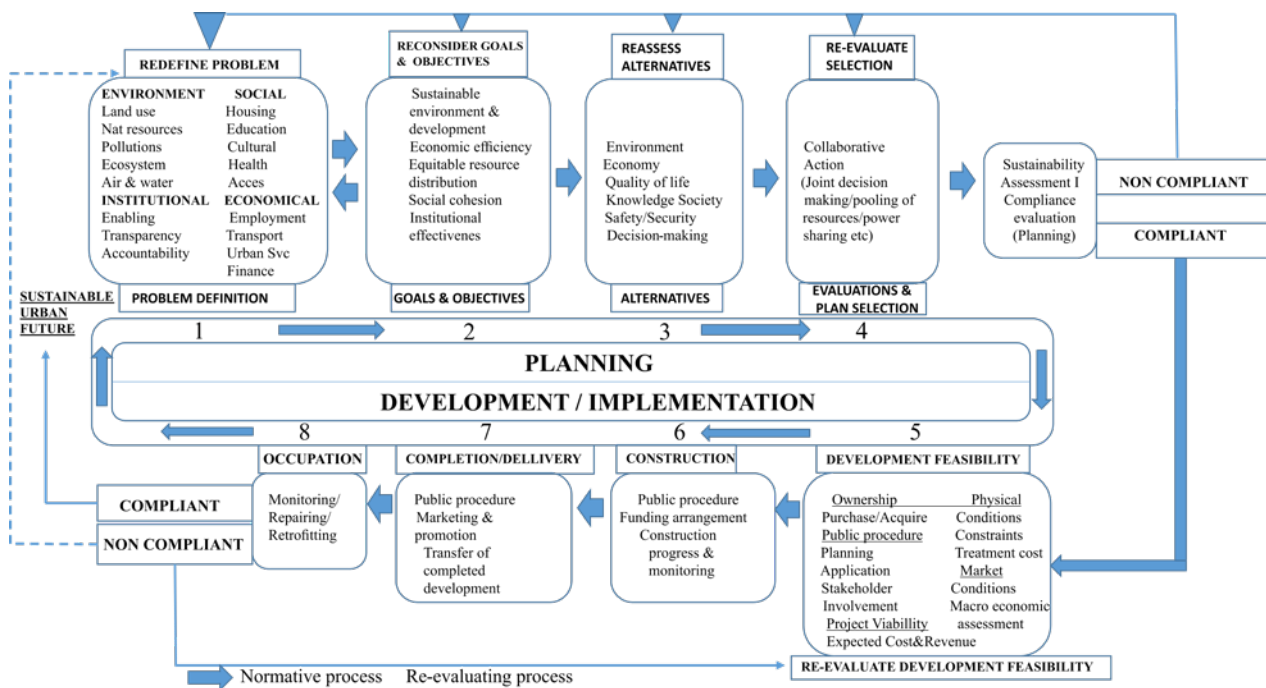 REDEFINE PROBLEM
ENVIRONMENT SOCIAL
Land use Housing
Nat resources Education
Pollutions Cultural
Ecosystem Health
Air & water Acces
INSTITUTIONAL ECONOMICAL
Enabling Employment
Transparency Transport
Accountability Urban Svc
Finance
PROBLEM DEFINITION
RECONSIDER GOALS
& OBJECTIVES
Sustainable
environment &
development
Economic efficiency
Equitable resource
distribution
Social cohesion
Institutional
effectivenes
GOALS & OBJECTIVES
REASSESS
ALTERNATIVES
Environment
Economy
Quality of life
Knowledge Society
Safety/Security
Decision-making
ALTERNATIVES
RE-EVALUATE
SELECTION
Collaborative
Action
(Joint decision
making/pooling of
resources/power
sharing etc)
EVALUATIONS &
PLAN SELECTION
Sustainability
Assessment I
Compliance
evaluation
(Planning)
NON COMPLIANT
COMPLIANT
SUSTAINABLE
URBAN
FUTURE
1 2 3 4
PLANNING
DEVELOPMENT / IMPLEMENTATION
8 7 6 5
OCCUPATION
Monitoring/
Repairing/
Retrofitting
COMPLIANT
NON COMPLIANT
COMPLETION/DELLIVERY
Public procedure
Marketing &
promotion
Transfer of
completed
development
CONSTRUCTION
Public procedure
Funding arrangement
Construction
progress &
monitoring
DEVELOPMENT FEASIBILITY
Ownership Physical
Purchase/Acquire Conditions
Public procedure Constraints
Planning Treatment cost
Application Market
Stakeholder Conditions
Involvement Macro economic
Project Viabillity assessment
Expected Cost&Revenue
RE-EVALUATE DEVELOPMENT FEASIBILITY
Normative process Re-evaluating process